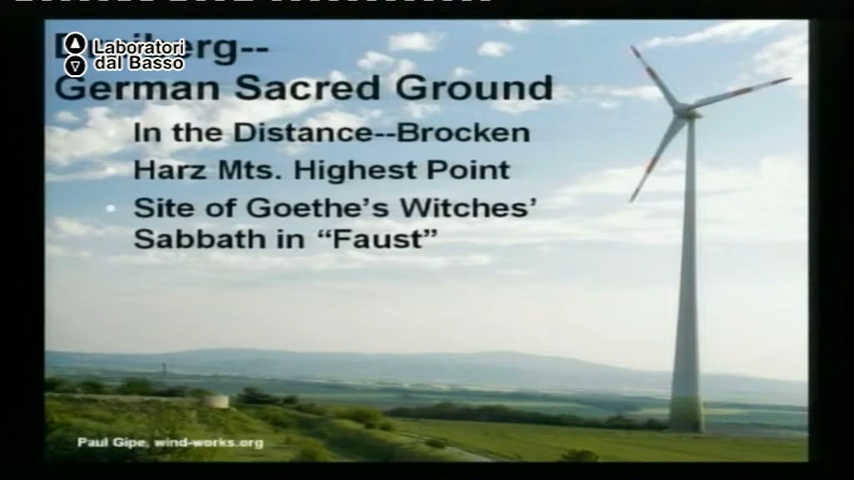 Laboratori
dal Basso
German Sacred Ground
In the Distance--Brocken
Harz Mts. Highest Point
• Site of Goethe's Witches'
Sabbath in “Faust”
Paul Gipe, wind-works.org